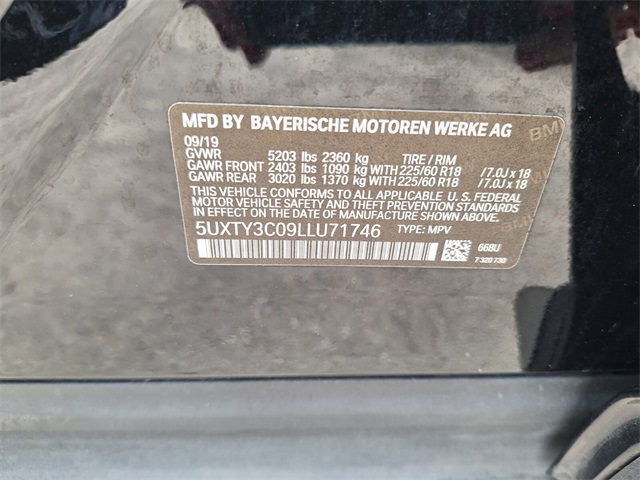 MFD BY BAYERISCHE MOTOREN WERKE AG
09/19
GVWR 5203 lbs 2360 kg TIRE / RIM
GAWR FRONT 2403 lbs 1090 kg WITH 225/60 R18 /7.0J x 18
GAWR REAR 3020 lbs 1370 kg WITH 225/60 R18 /7.0J x 18
THIS VEHICLE CONFORMS TO ALL APPLICABLE U. S. FEDERAL
MOTOR VEHICLE SAFETY AND THEFT PREVENTION STANDARDS
IN EFFECT ON THE DATE OF MANUFACTURE SHOWN ABOVE.
5UXTY3C09LLU71746 TYPE: MPV
668U
7 320 730